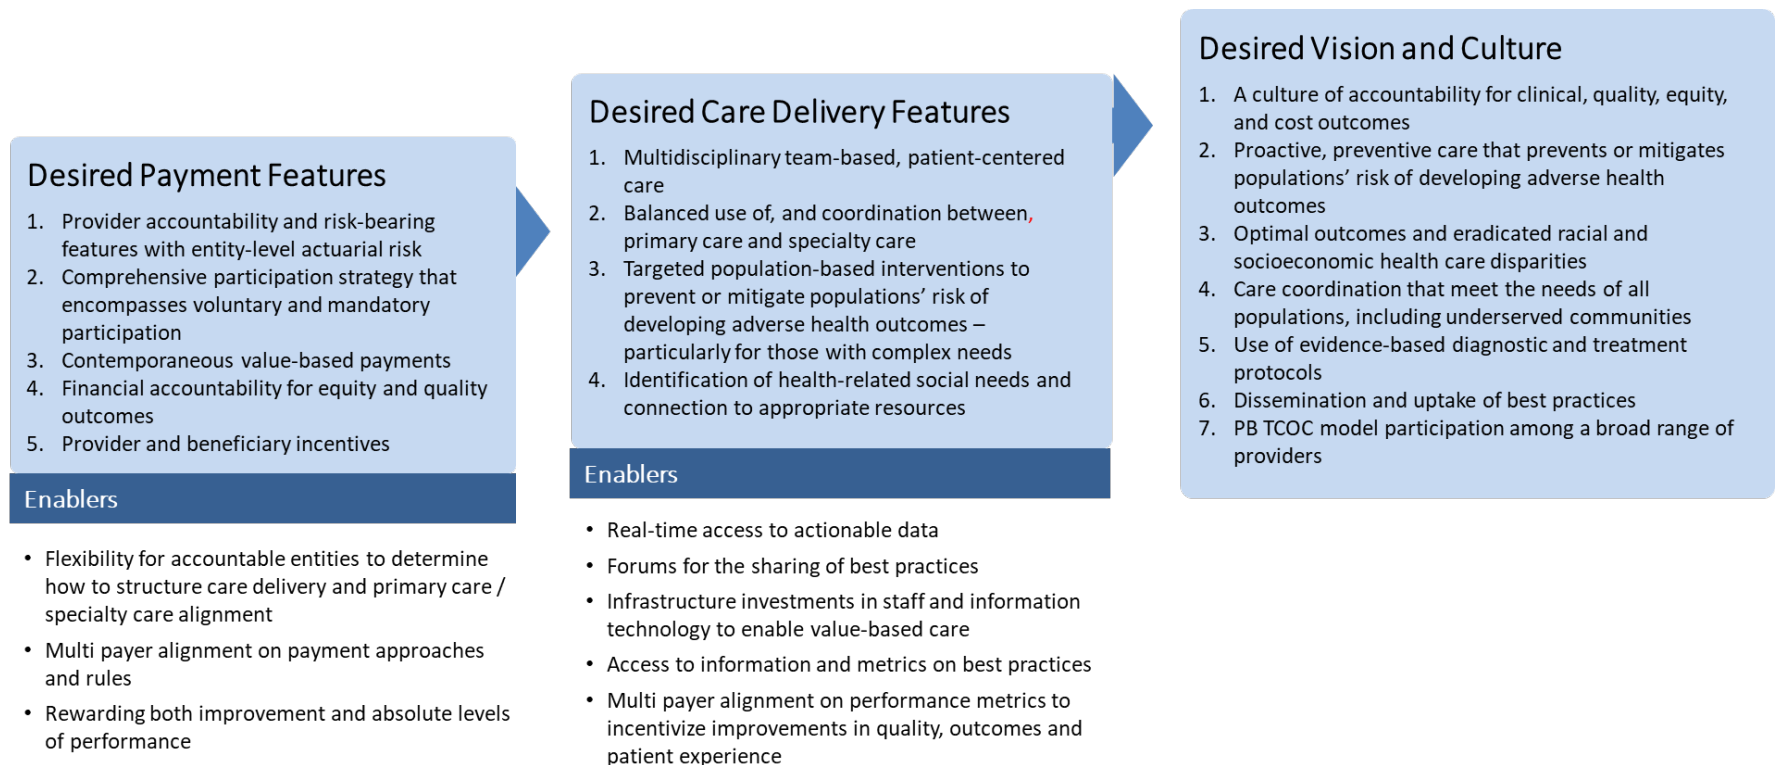 Desired Payment Features
1. Provider accountability and risk-bearing
features with entity-level actuarial risk
2. Comprehensive participation strategy that
encompasses voluntary and mandatory
participation
3. Contemporaneous value-based payments
4. Financial accountability for equity and quality
outcomes
5. Provider and beneficiary incentives
Enablers
• Flexibility for accountable entities to determine
how to structure care delivery and primary care /
specialty care alignment
• Multi payer alignment on payment approaches
and rules
• Rewarding both improvement and absolute levels
of performance
Desired Care Delivery Features
1. Multidisciplinary team-based, patient-centered
care
2. Balanced use of, and coordination between,
primary care and specialty care
3. Targeted population-based interventions to
prevent or mitigate populations’ risk of
developing adverse health outcomes –
particularly for those with complex needs
4. Identification of health-related social needs and
connection to appropriate resources
Enablers
• Real-time access to actionable data
• Forums for the sharing of best practices
• Infrastructure investments in staff and information
technology to enable value-based care
• Access to information and metrics on best practices
• Multi payer alignment on performance metrics to
incentivize improvements in quality, outcomes and
patient experience
Desired Vision and Culture
1. A culture of accountability for clinical, quality, equity,
and cost outcomes
2. Proactive, preventive care that prevents or mitigates
populations’ risk of developing adverse health
outcomes
3. Optimal outcomes and eradicated racial and
socioeconomic health care disparities
4. Care coordination that meet the needs of all
populations, including underserved communities
5. Use of evidence-based diagnostic and treatment
protocols
6. Dissemination and uptake of best practices
7. PB TCOC model participation among a broad range of
providers